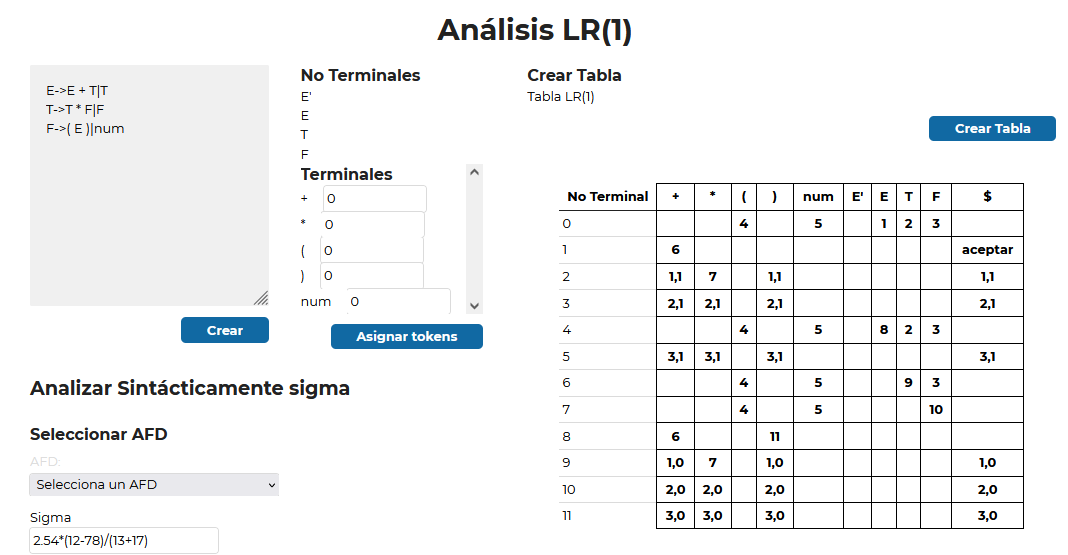 Análisis LR(1)
E->E + T|T
T->T * F|F
F->( E )|num
Crear
No Terminales
E'
E
T
F
Terminales
+ 0
* 0
( 0
) 0
num 0
Asignar tokens
Crear Tabla
Tabla LR(1)
Crear Tabla
No Terminal + * ( ) num E' E T F $
0 4 5 1 2 3
1 6 aceptar
2 1,1 7 1,1 1,1
3 2,1 2,1 2,1 2,1
4 4 5 8 2 3
5 3,1 3,1 3,1 3,1
6 4 5 9 3
7 4 5 10
8 6 11
9 1,0 7 1,0 1,0
10 2,0 2,0 2,0 2,0
11 3,0 3,0 3,0 3,0
Analizar Sintácticamente sigma
Seleccionar AFD
AFD:
Selecciona un AFD
Sigma
2.54*(12-78)/(13+17)